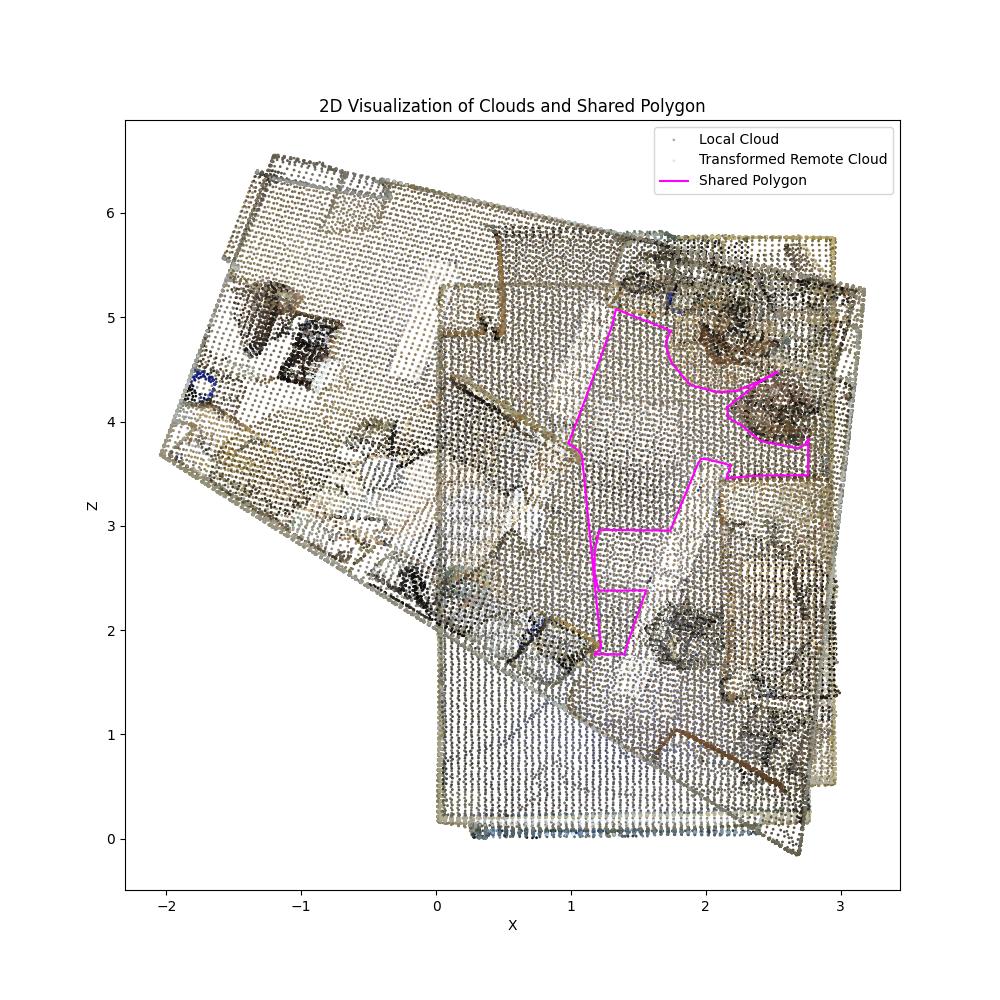 2D Visualization of Clouds and Shared Polygon
Local Cloud
Transformed Remote Cloud
Shared Polygon
Z
6
5
4
3
2
1
0
−2
−1
0
1
2
3
X